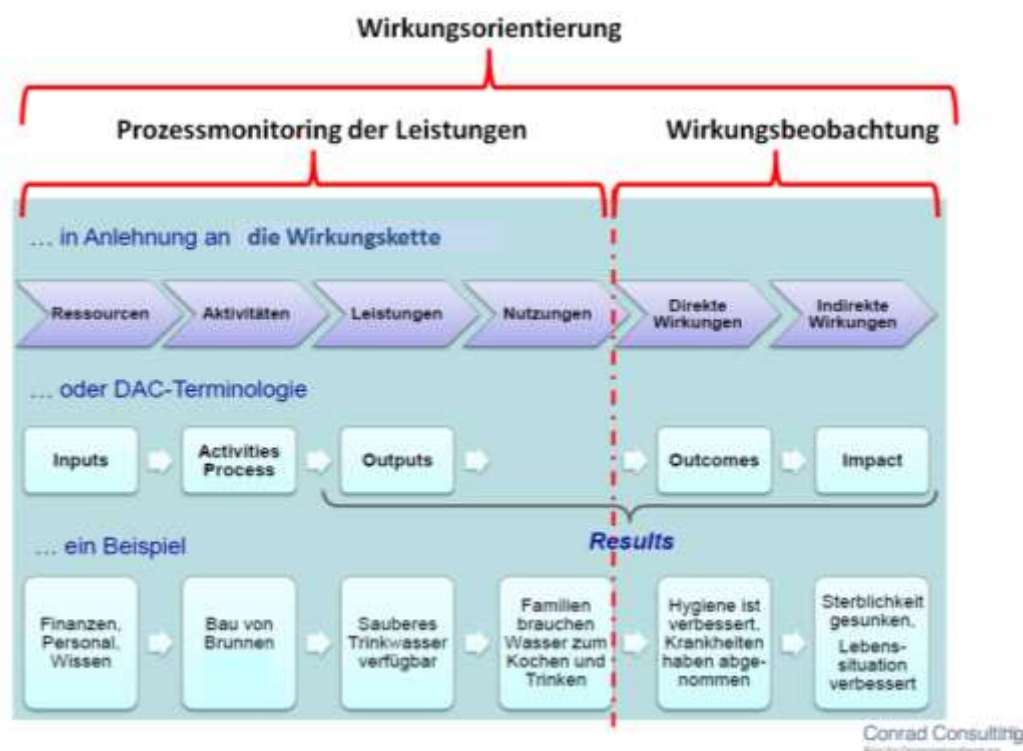 Wirkungsorientierung
Prozessmonitoring der Leistungen
Wirkungsbeobachtung
... in Anlehnung an die Wirkungskette
Ressourcen
Aktivitäten
Leistungen
Nutzungen
Direkte
Wirkungen
Indirekte
Wirkungen
... oder DAC-Terminologie
Inputs
Activities
Process
Outputs
Outcomes
Impact
Results
... ein Beispiel
Finanzen,
Personal,
Wissen
Bau von
Brunnen
Sauberes
Trinkwasser
verfügbar
Familien
brauchen
Wasser zum
Kochen und
Trinken
Hygiene ist
verbessert,
Krankheiten
haben abge-
nommen
Sterblichkeit
gesunken,
Lebens-
situation
verbessert
Conrad Consulting